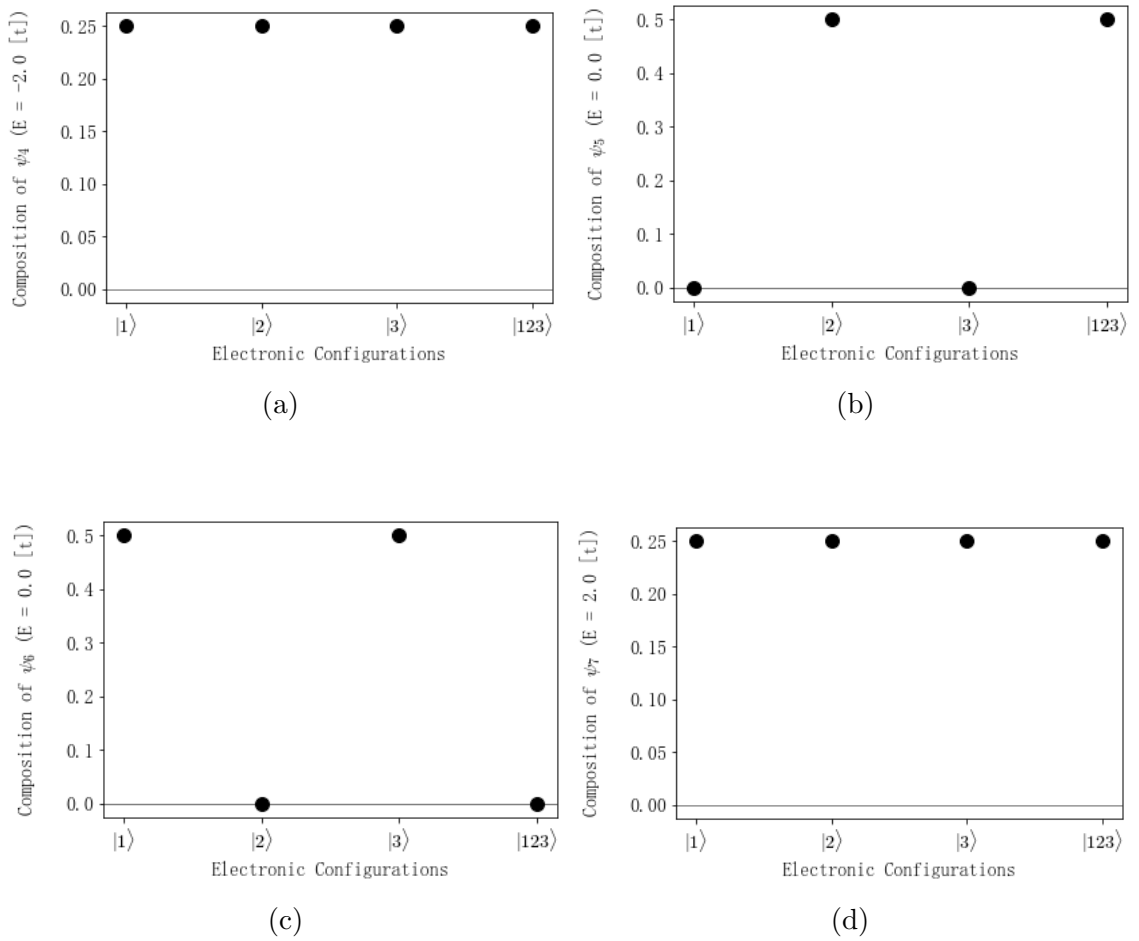 Composition of ψ₄ (E = -2.0 [t])
0.25
0.20
0.15
0.10
0.05
0.00
|1⟩ |2⟩ |3⟩ |123⟩
Electronic Configurations
(a)
Composition of ψ₅ (E = 0.0 [t])
0.5
0.4
0.3
0.2
0.1
0.0
|1⟩ |2⟩ |3⟩ |123⟩
Electronic Configurations
(b)
Composition of ψ₆ (E = 0.0 [t])
0.5
0.4
0.3
0.2
0.1
0.0
|1⟩ |2⟩ |3⟩ |123⟩
Electronic Configurations
(c)
Composition of ψ₇ (E = 2.0 [t])
0.25
0.20
0.15
0.10
0.05
0.00
|1⟩ |2⟩ |3⟩ |123⟩
Electronic Configurations
(d)